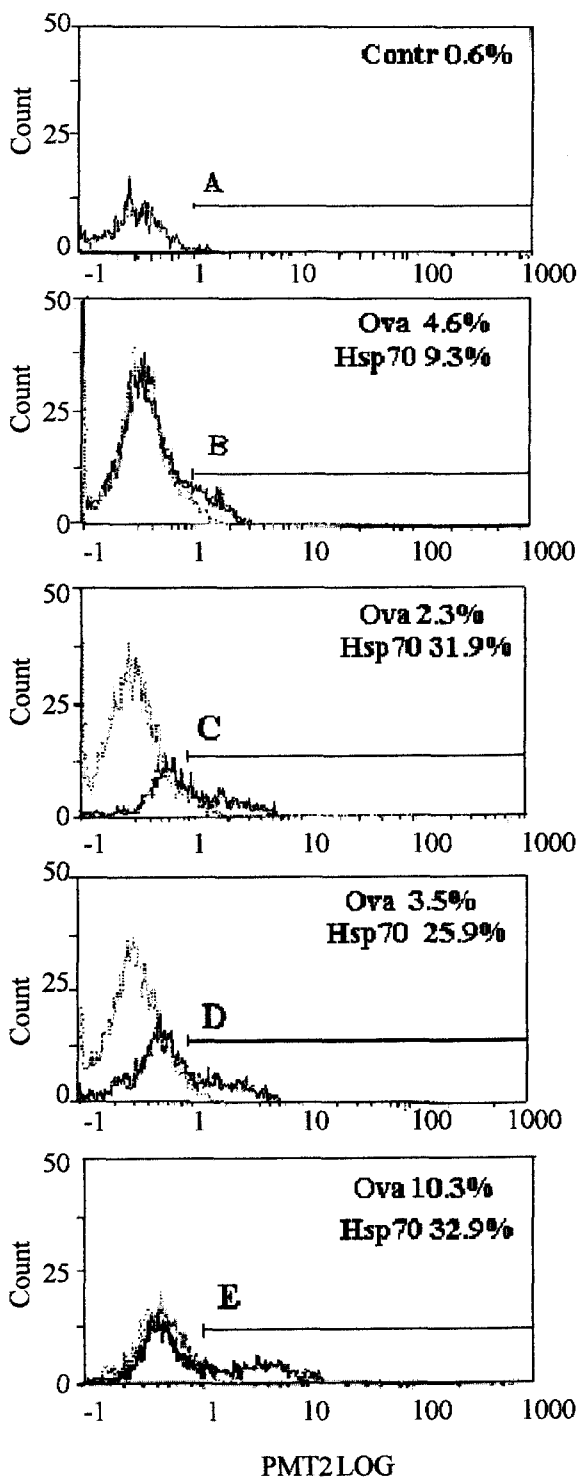 50
Contr 0.6%
Count
25
A
0
-1 1 10 100 1000
50
Ova 4.6%
Hsp70 9.3%
Count
25
B
0
-1 1 10 100 1000
50
Ova 2.3%
Hsp70 31.9%
Count
25
C
0
-1 1 10 100 1000
50
Ova 3.5%
Hsp70 25.9%
Count
25
D
0
-1 1 10 100 1000
50
Ova 10.3%
Hsp70 32.9%
Count
25
E
0
-1 1 10 100 1000
PMT2 LOG